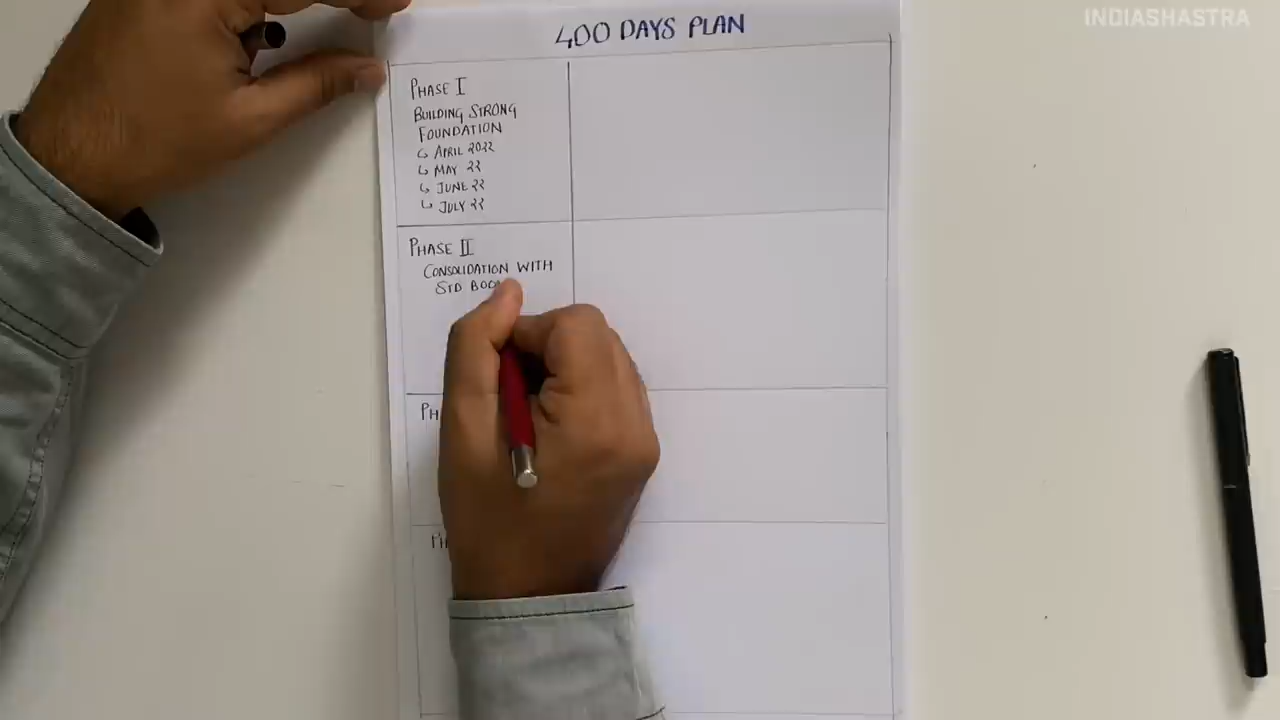 INDIASHASTRA
400 DAYS PLAN
PHASE I
BUILDING STRONG
FOUNDATION
↳ APRIL 2022
↳ MAY 22
↳ JUNE 22
↳ JULY 22
PHASE II
CONSOLIDATION WITH
STD